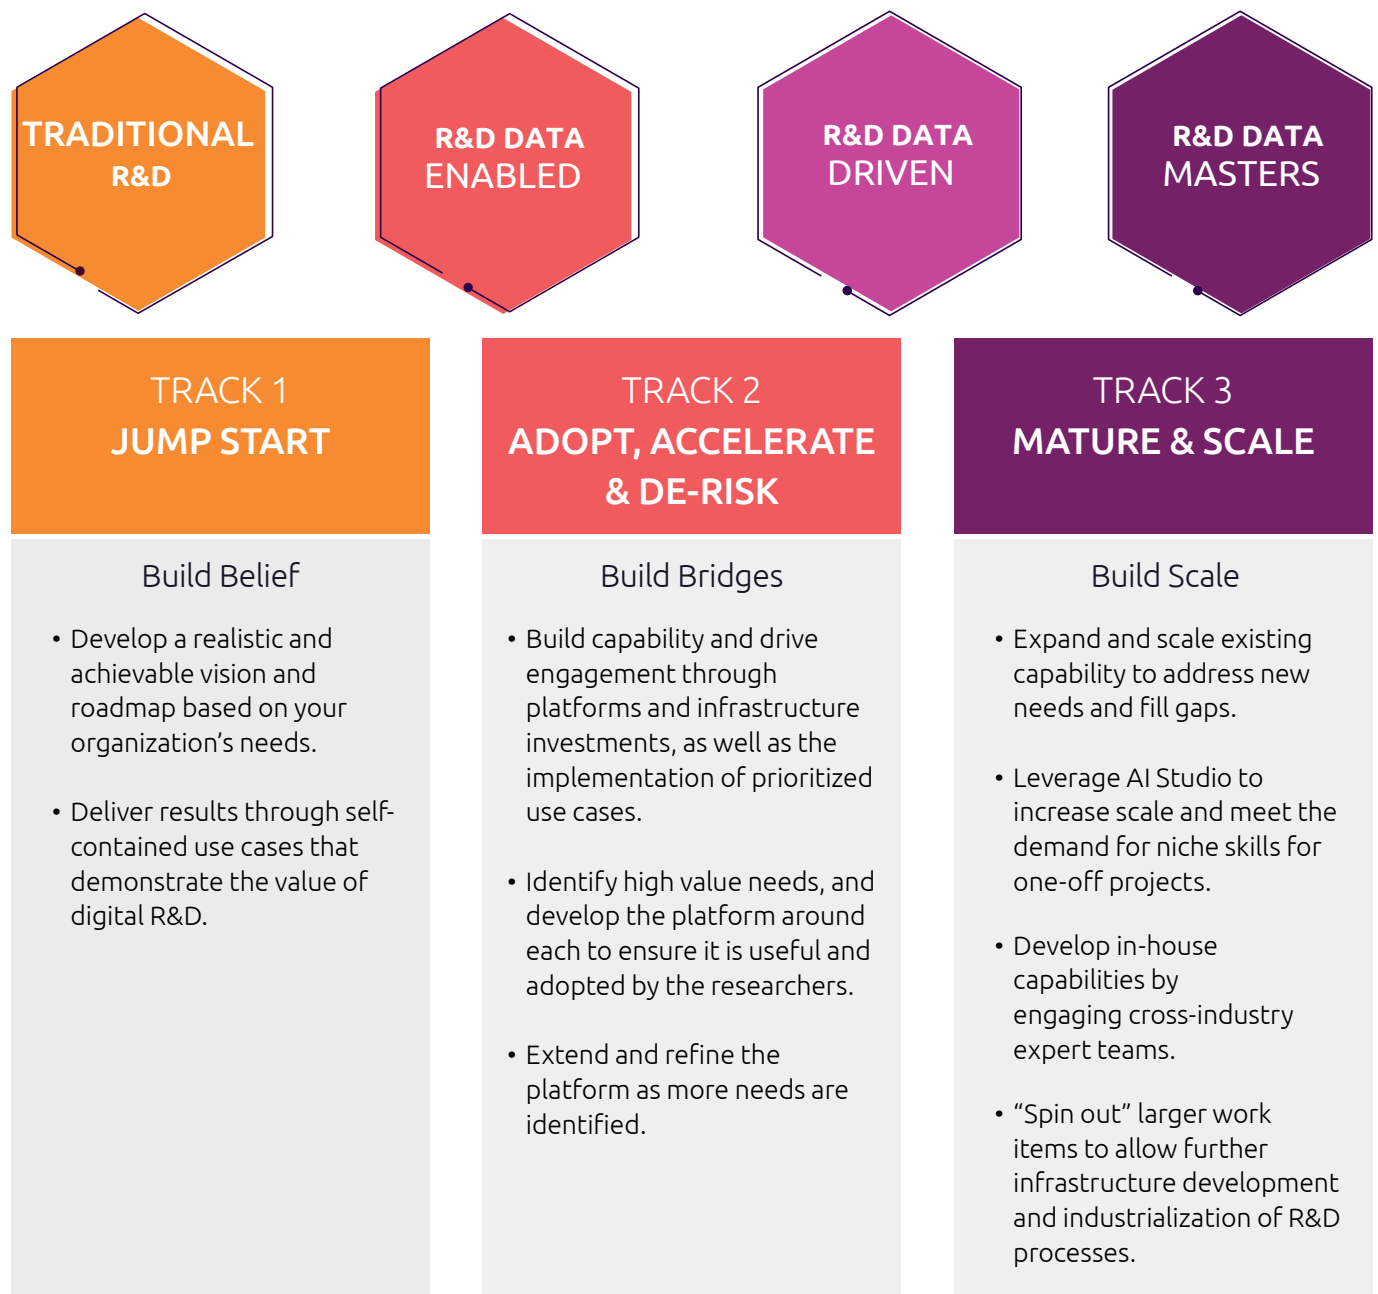 TRADITIONAL
R&D
R&D DATA
ENABLED
R&D DATA
DRIVEN
R&D DATA
MASTERS
TRACK 1
JUMP START
Build Belief
• Develop a realistic and
achievable vision and
roadmap based on your
organization’s needs.
• Deliver results through self-
contained use cases that
demonstrate the value of
digital R&D.
TRACK 2
ADOPT, ACCELERATE
& DE-RISK
Build Bridges
• Build capability and drive
engagement through
platforms and infrastructure
investments, as well as the
implementation of prioritized
use cases.
• Identify high value needs, and
develop the platform around
each to ensure it is useful and
adopted by the researchers.
• Extend and refine the
platform as more needs are
identified.
TRACK 3
MATURE & SCALE
Build Scale
• Expand and scale existing
capability to address new
needs and fill gaps.
• Leverage AI Studio to
increase scale and meet the
demand for niche skills for
one-off projects.
• Develop in-house
capabilities by
engaging cross-industry
expert teams.
• “Spin out” larger work
items to allow further
infrastructure development
and industrialization of R&D
processes.